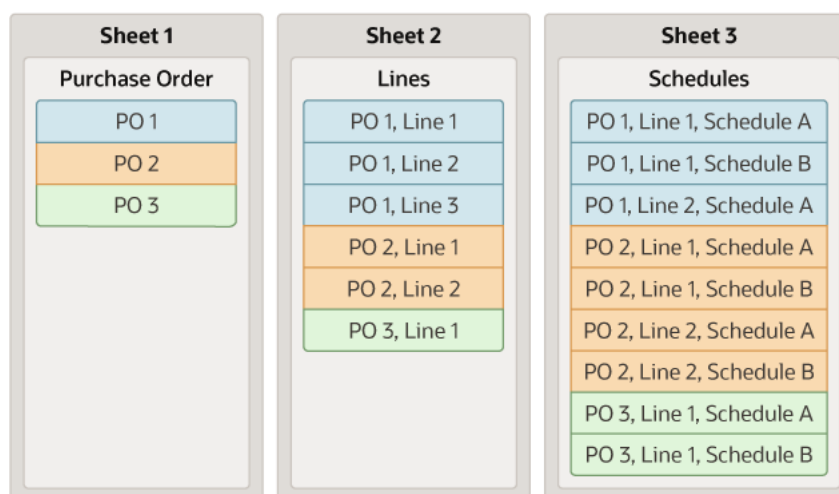 Sheet 1
Purchase Order
PO 1
PO 2
PO 3
Sheet 2
Lines
PO 1, Line 1
PO 1, Line 2
PO 1, Line 3
PO 2, Line 1
PO 2, Line 2
PO 3, Line 1
Sheet 3
Schedules
PO 1, Line 1, Schedule A
PO 1, Line 1, Schedule B
PO 1, Line 2, Schedule A
PO 2, Line 1, Schedule A
PO 2, Line 1, Schedule B
PO 2, Line 2, Schedule A
PO 2, Line 2, Schedule B
PO 3, Line 1, Schedule A
PO 3, Line 1, Schedule B